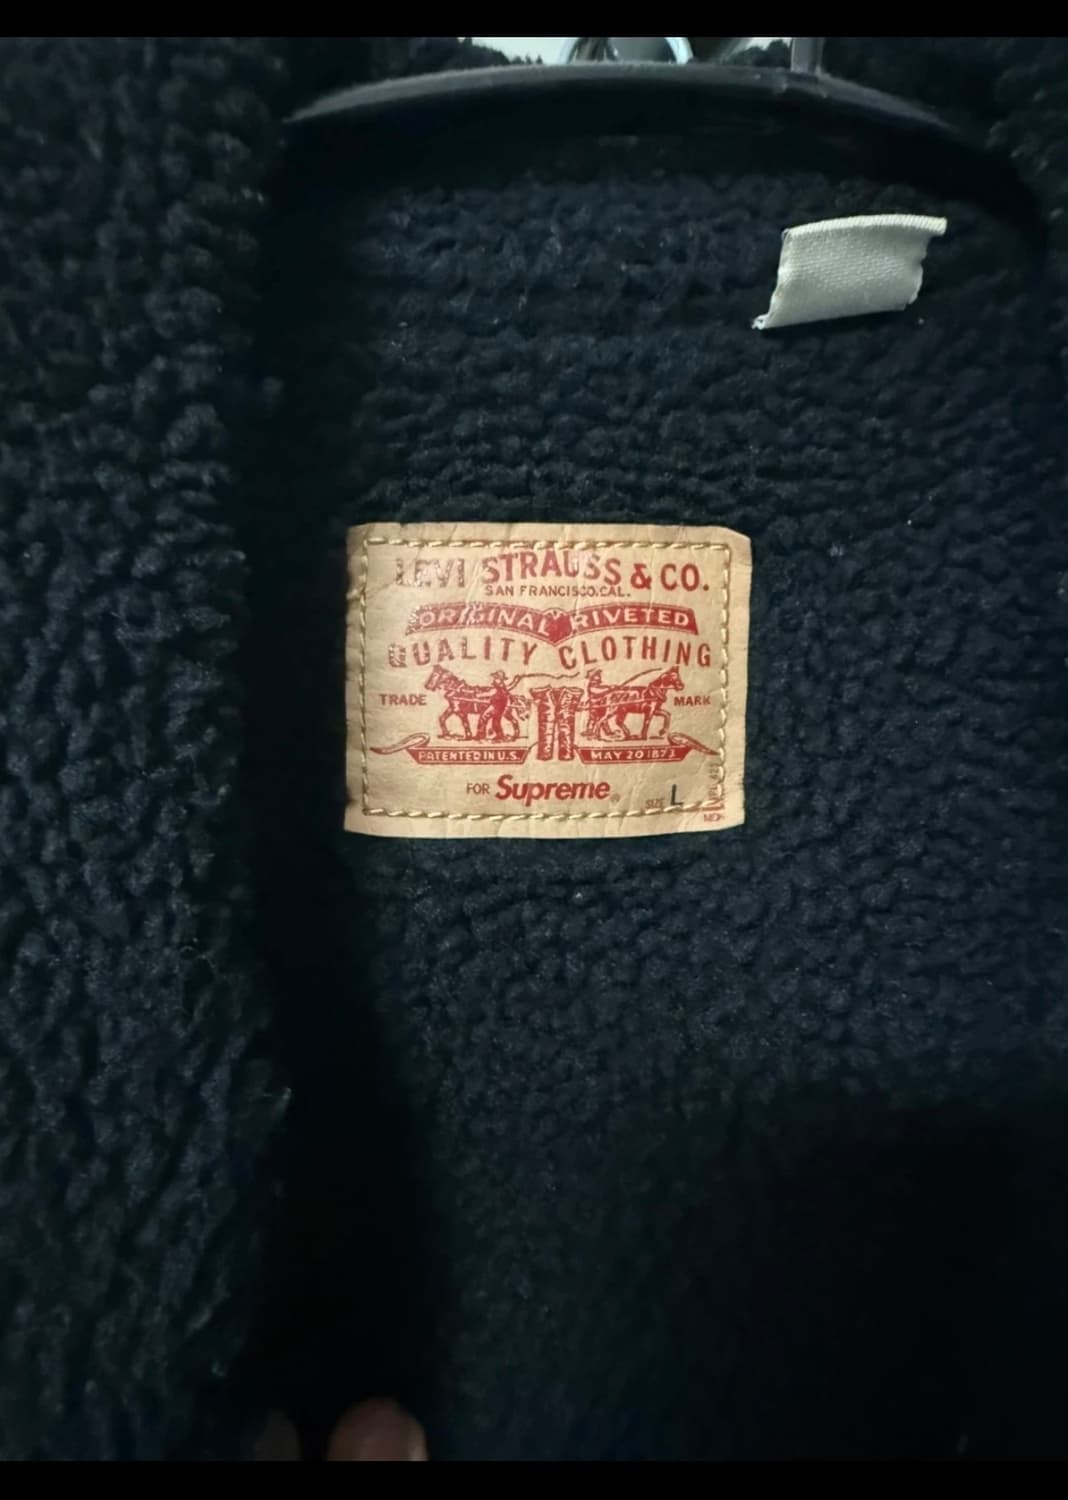 LEVI STRAUSS & CO.
SAN FRANCISCO.CAL.
ORIGINAL RIVETED
QUALITY CLOTHING
TRADE MARK
PATENTED IN U.S. MAY 20 1873
FOR Supreme®
SIZE L